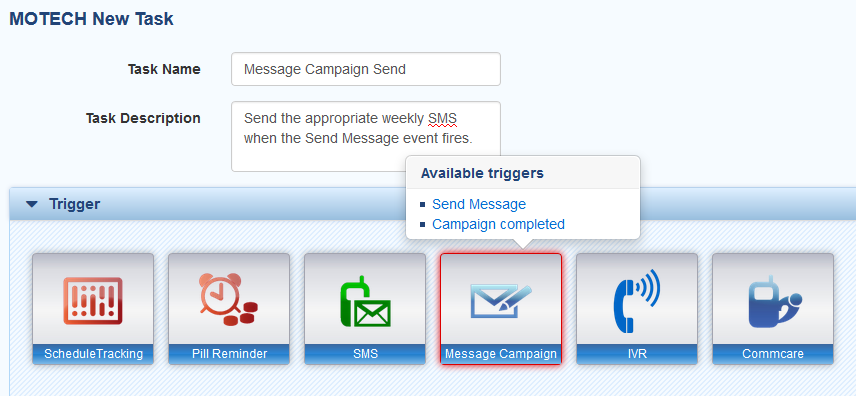 MOTECH New Task
Task Name
Message Campaign Send
Task Description
Send the appropriate weekly SMS
when the Send Message event fires.
Available triggers
Send Message
Campaign completed
Trigger
ScheduleTracking
Pill Reminder
SMS
Message Campaign
IVR
Commcare